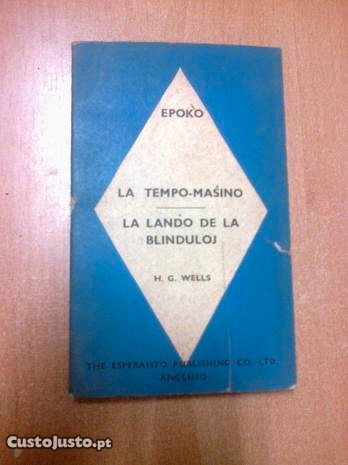 EPOKO
LA TEMPO-MAŜINO
LA LANDO DE LA
BLINDULOJ
H. G. WELLS
THE ESPERANTO PUBLISHING CO. LTD.
ANGLUJO
CustoJusto.pt